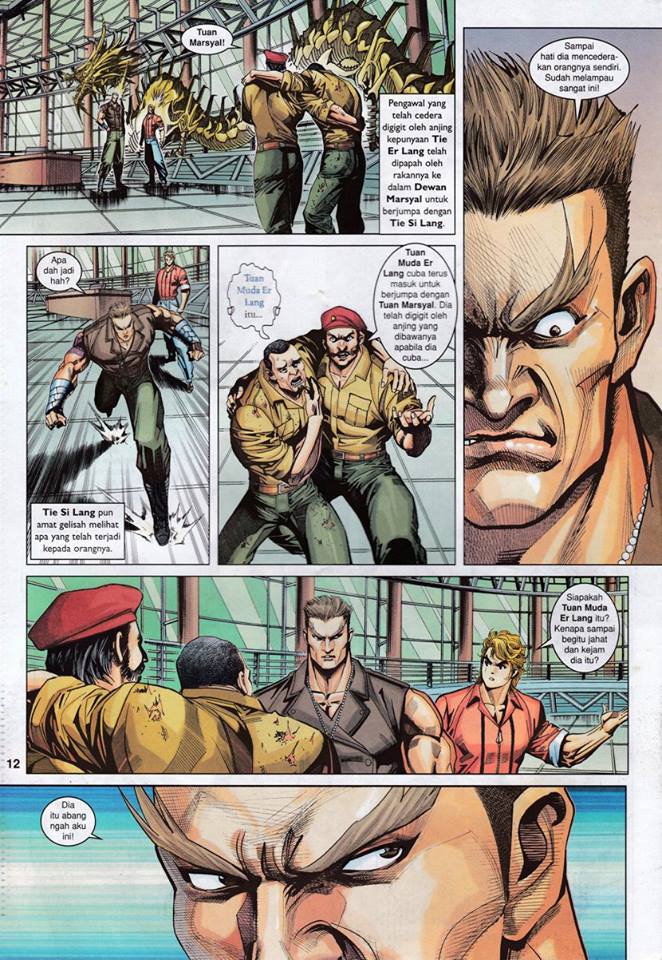 Tuan
Marsyal!
Pengawal yang
telah cedera
digigit oleh anjing
kepunyaan Tie
Er Lang telah
dipapah oleh
rakannya ke
dalam Dewan
Marsyal untuk
berjumpa dengan
Tie Si Lang.
Sampai
hati dia mencedera-
kan orangnya sendiri.
Sudah melampau
sangat ini!
Apa
dah jadi
hah?
Tie Si Lang pun
amat gelisah melihat
apa yang telah terjadi
kepada orangnya.
Tuan
Muda Er
Lang
itu...
Tuan
Muda Er
Lang cuba terus
masuk untuk
berjumpa dengan
Tuan Marsyal. Dia
telah digigit oleh
anjing yang
dibawanya
apabila dia
cuba...
Siapakah
Tuan Muda
Er Lang itu?
Kenapa sampai
begitu jahat
dan kejam
dia itu?
12
Dia
itu abang
ngah aku
ini!